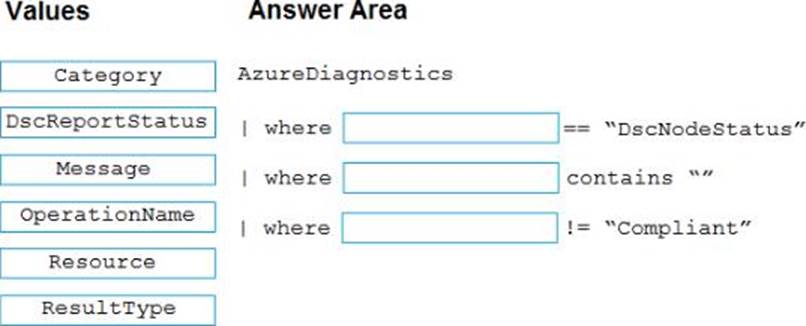 Values
Answer Area
Category
AzureDiagnostics
DscReportStatus
| where == “DscNodeStatus”
Message
| where contains “”
OperationName
| where != “Compliant”
Resource
ResultType